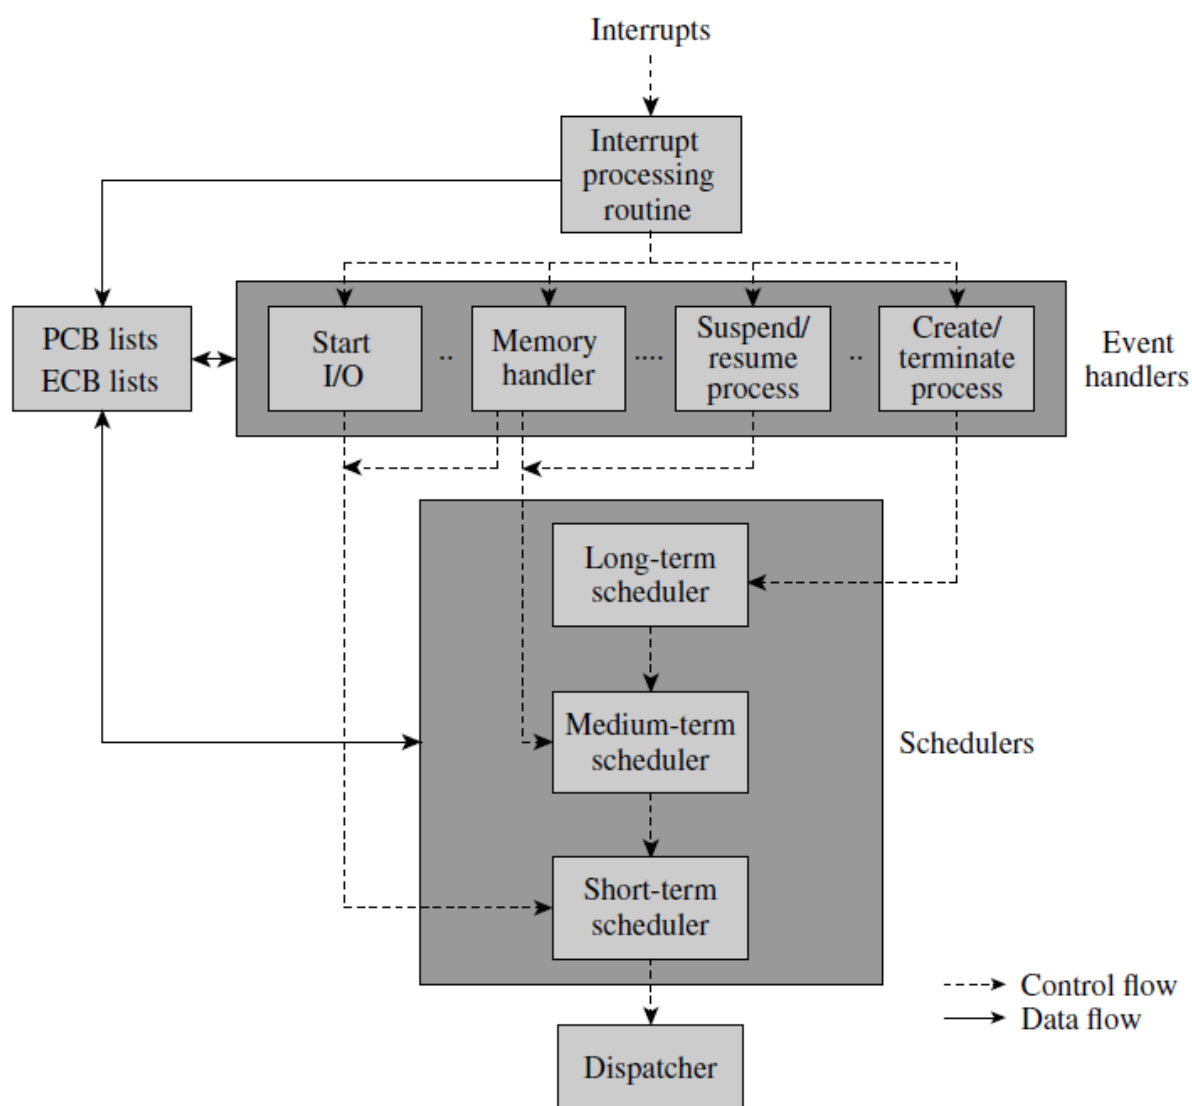 Interrupts
Interrupt
processing
routine
PCB lists
ECB lists
Start
I/O
..
Memory
handler
....
Suspend/
resume
process
..
Create/
terminate
process
Event
handlers
Long-term
scheduler
Medium-term
scheduler
Schedulers
Short-term
scheduler
Control flow
Data flow
Dispatcher